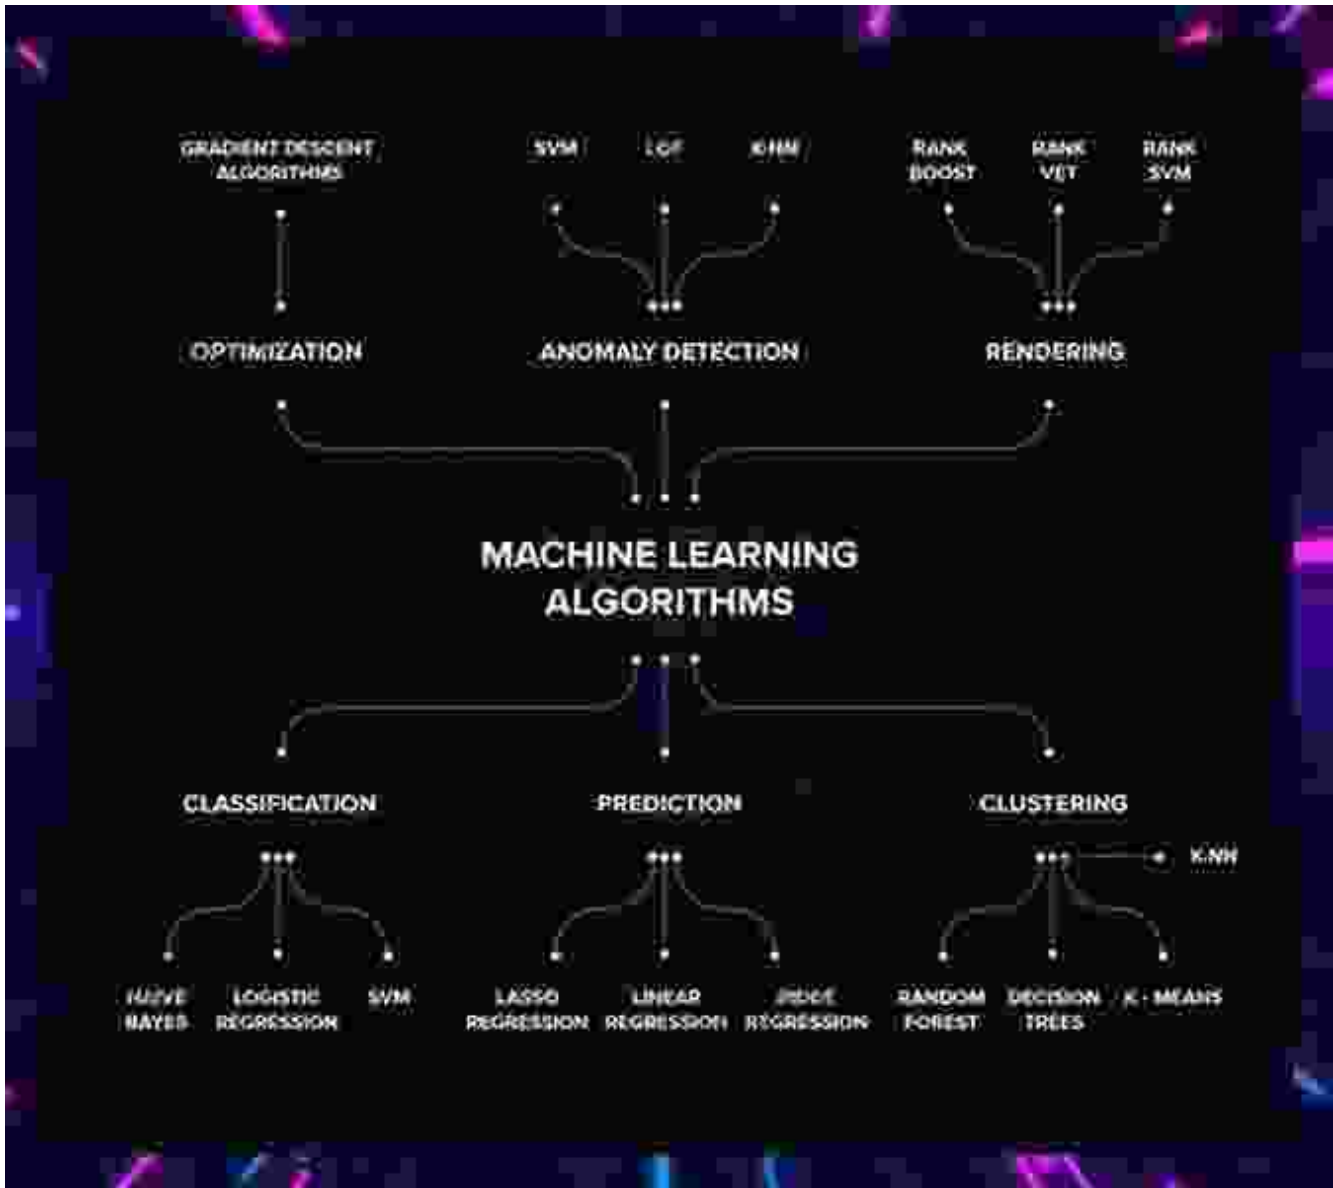 GRADIENT DESCENT
ALGORITHMS
SVM
LOF
K-NN
RANK
BOOST
RANK
VET
RANK
SVM
OPTIMIZATION
ANOMALY DETECTION
RENDERING
MACHINE LEARNING
ALGORITHMS
CLASSIFICATION
PREDICTION
CLUSTERING
K-NN
NAIVE
BAYES
LOGISTIC
REGRESSION
SVM
LASSO
REGRESSION
LINEAR
REGRESSION
RIDGE
REGRESSION
RANDOM
FOREST
DECISION
TREES
K - MEANS